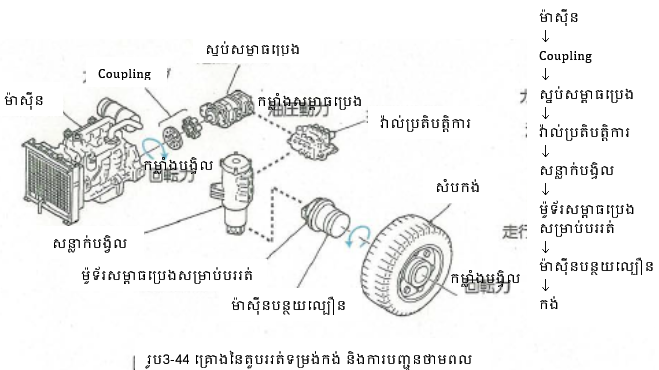 ស្នប់សម្ពាធប្រេង
Coupling
ម៉ាស៊ីន
កម្លាំងសម្ពាធប្រេង
វ៉ាល់ប្រតិបត្តិការ
កម្លាំងបង្វិល
សំបកកង់
សន្លាក់បង្វិល
ម៉ូទ័រសម្ពាធប្រេងសម្រាប់បររត់
កម្លាំងបង្វិល
ម៉ាស៊ីនបន្ថយល្បឿន
走行
រូប3-44 គ្រោងនៃតួបររត់ទម្រង់កង់ និងការបញ្ជូនថាមពល
ម៉ាស៊ីន
↓
Coupling
↓
ស្នប់សម្ពាធប្រេង
↓
វ៉ាល់ប្រតិបត្តិការ
↓
សន្លាក់បង្វិល
↓
ម៉ូទ័រសម្ពាធប្រេង
សម្រាប់បររត់
↓
ម៉ាស៊ីនបន្ថយល្បឿន
↓
កង់